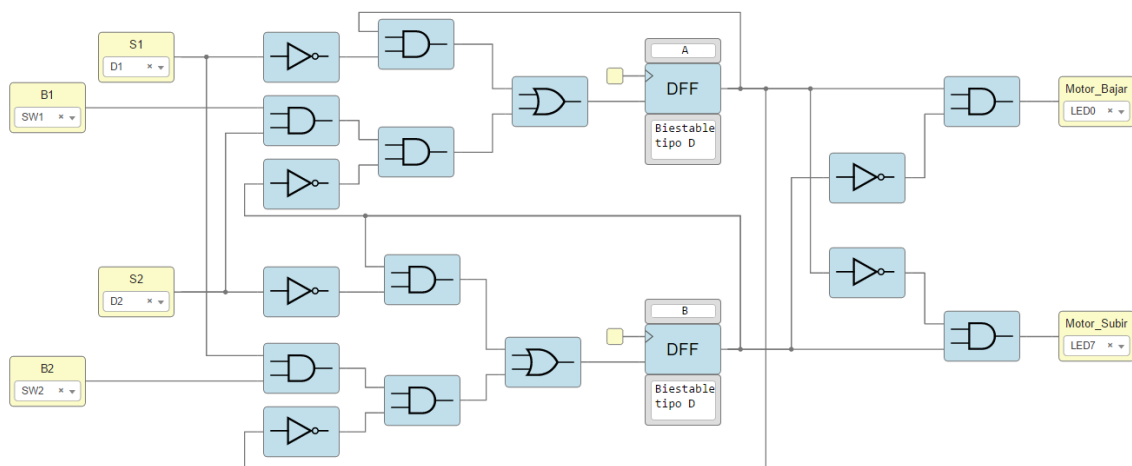 S1
D1
B1
SW1
A
DFF
Biestable
tipo D
Motor_Bajar
LED0
S2
D2
B2
SW2
B
DFF
Biestable
tipo D
Motor_Subir
LED7